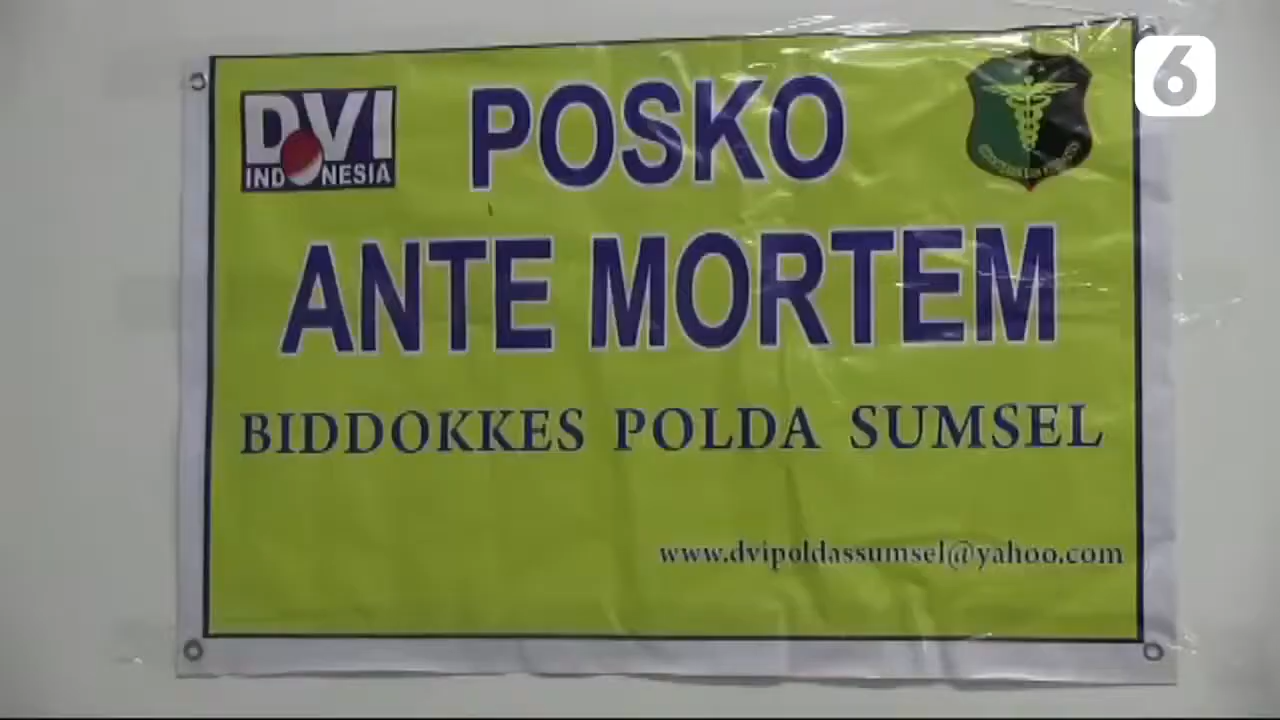 6
DVI
INDONESIA
POSKO
ANTE MORTEM
BIDDOKKES POLDA SUMSEL
www.dvipoldassumsel@yahoo.com